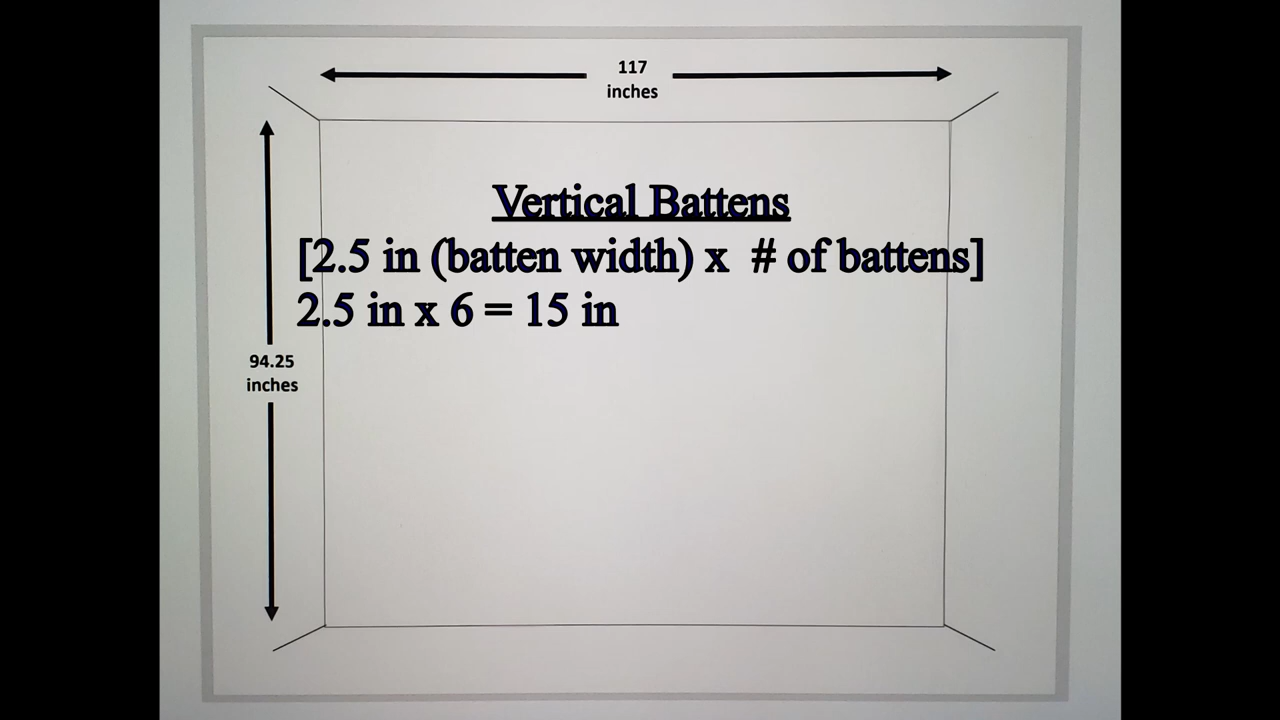 117
inches
Vertical Battens
[2.5 in (batten width) x # of battens]
2.5 in x 6 = 15 in
94.25
inches